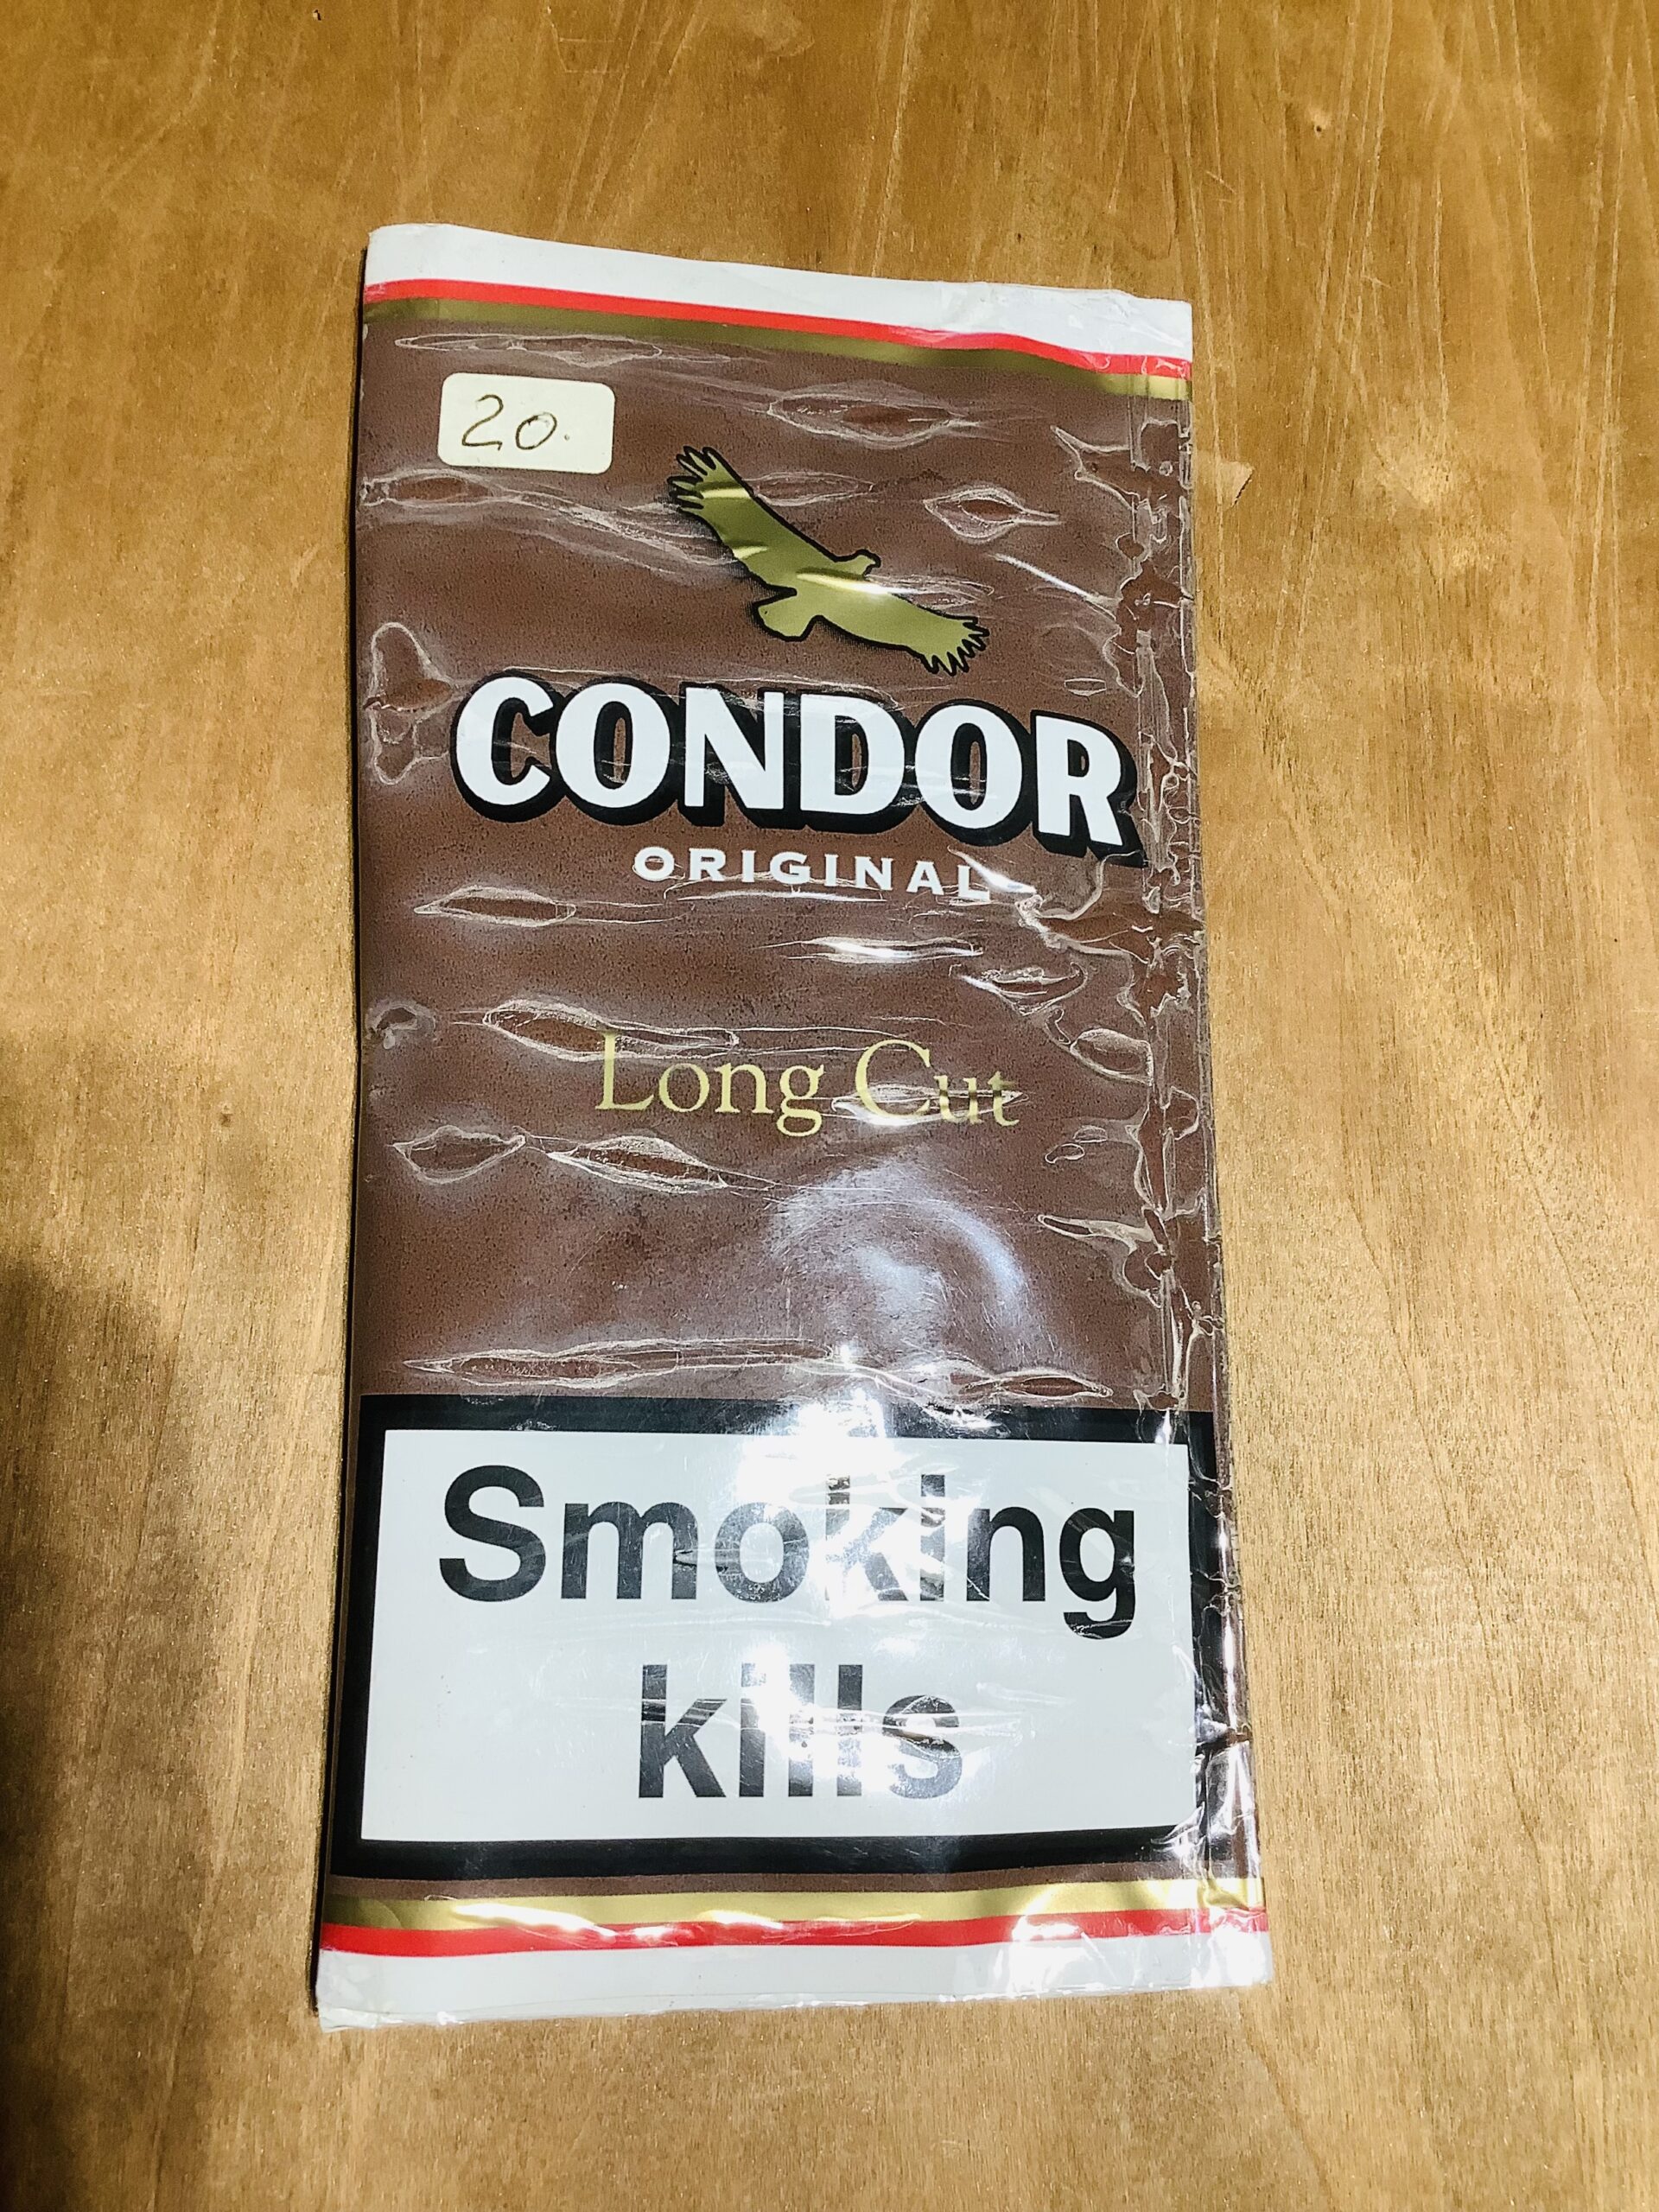 20.
CONDOR
ORIGINAL
Long Cut
Smoking
kills